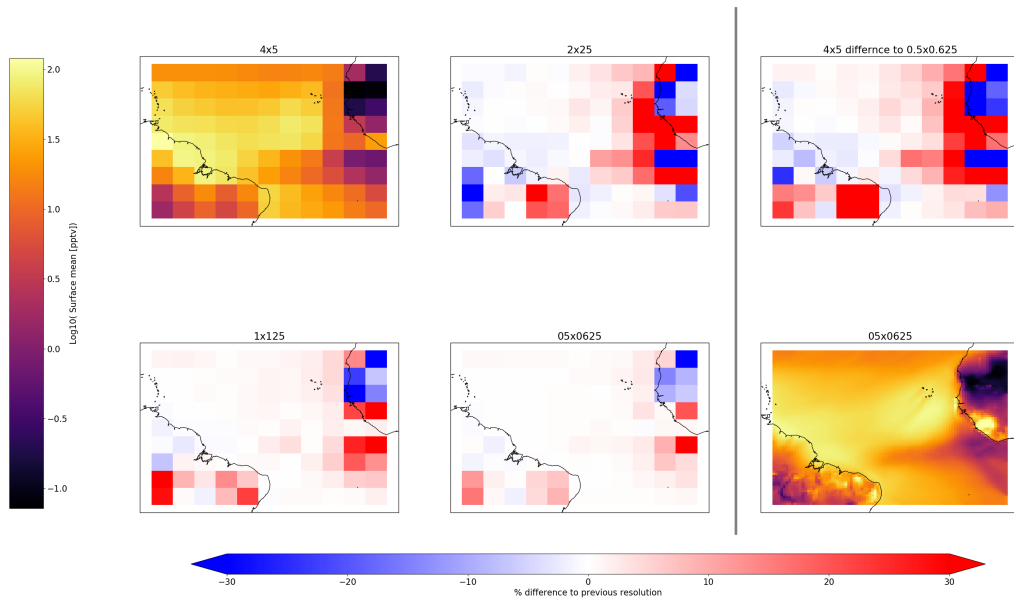 4x5
2x25
4x5 differnce to 0.5x0.625
2.0
1.5
1.0
0.5
0.0
−0.5
−1.0
Log10( Surface mean [pptv])
1x125
05x0625
05x0625
−30
−20
−10
0
10
20
30
% difference to previous resolution